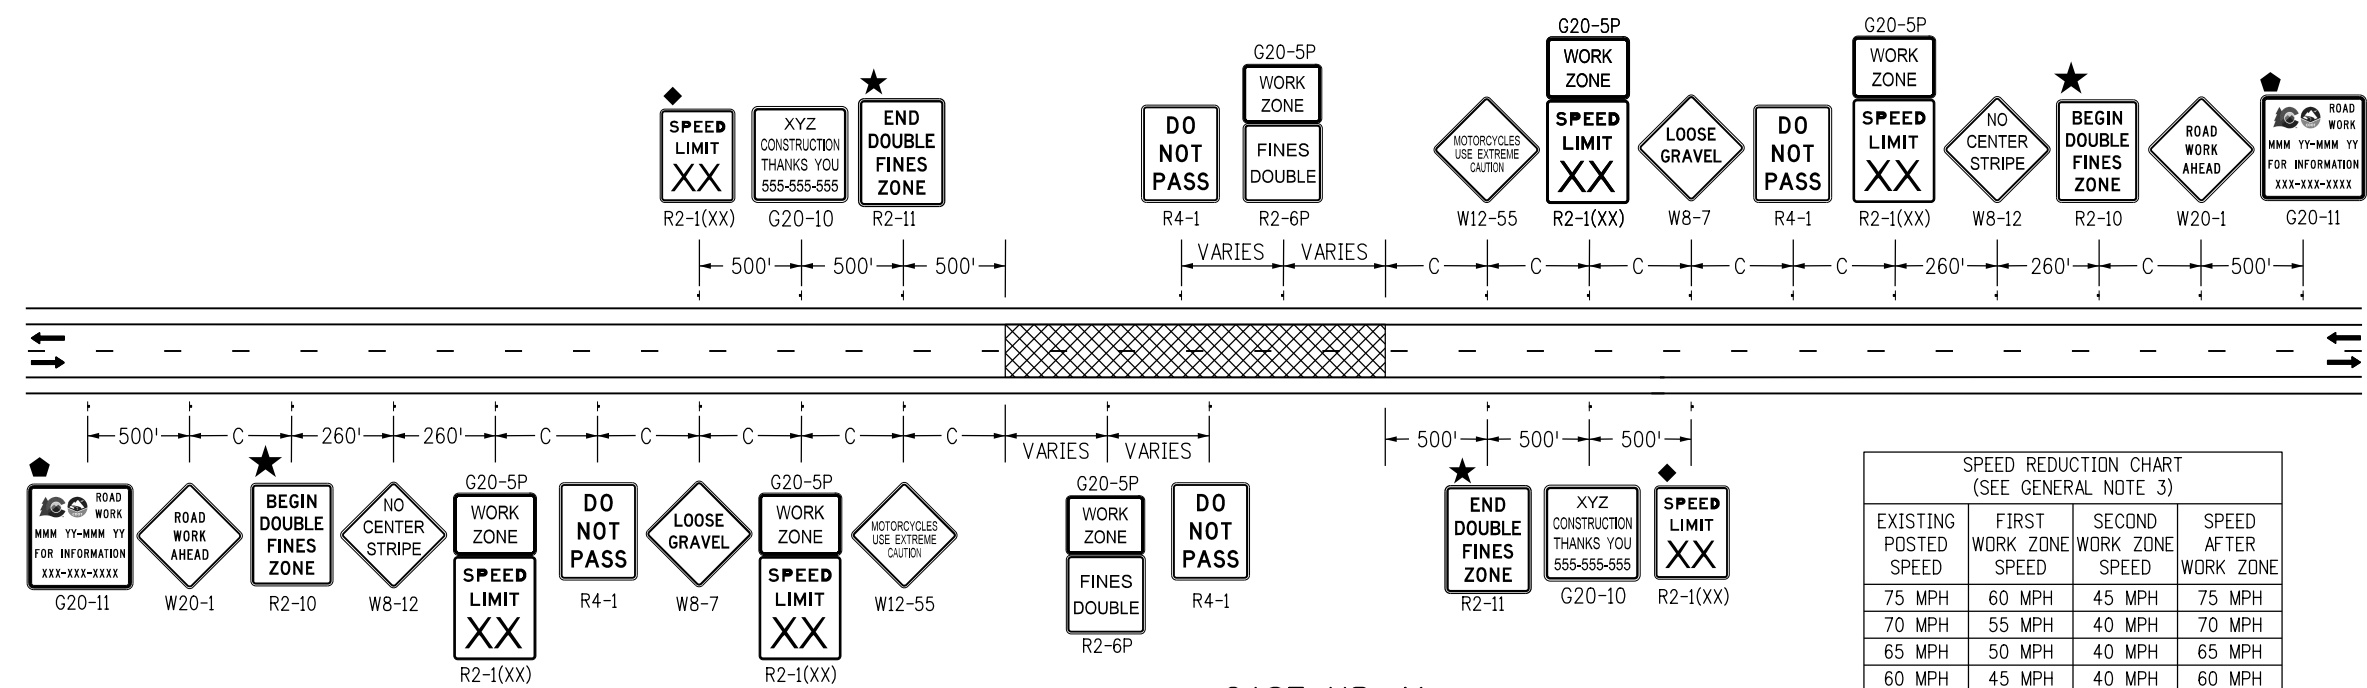 G20-5P
WORK
ZONE
SPEED
LIMIT
XX
R2-1(XX)
G20-5P
WORK
ZONE
SPEED
LIMIT
XX
R2-1(XX)
G20-5P
WORK
ZONE
FINES
DOUBLE
R2-6P
SPEED
LIMIT
XX
R2-1(XX)
XYZ
CONSTRUCTION
THANKS YOU
555-555-555
G20-10
END
DOUBLE
FINES
ZONE
R2-11
DO
NOT
PASS
R4-1
MOTORCYCLES
USE EXTREME
CAUTION
W12-55
LOOSE
GRAVEL
W8-7
DO
NOT
PASS
R4-1
NO
CENTER
STRIPE
W8-12
BEGIN
DOUBLE
FINES
ZONE
R2-10
ROAD
WORK
AHEAD
W20-1
ROAD
WORK
MMM YY-MMM YY
FOR INFORMATION
XXX-XXX-XXXX
G20-11
500' 500' 500' VARIES VARIES C C C C C 260' 260' C 500'
500' C 260' 260' C C C C C VARIES VARIES 500' 500' 500'
ROAD
WORK
MMM YY-MMM YY
FOR INFORMATION
XXX-XXX-XXXX
G20-11
ROAD
WORK
AHEAD
W20-1
BEGIN
DOUBLE
FINES
ZONE
R2-10
NO
CENTER
STRIPE
W8-12
G20-5P
WORK
ZONE
SPEED
LIMIT
XX
R2-1(XX)
DO
NOT
PASS
R4-1
LOOSE
GRAVEL
W8-7
G20-5P
WORK
ZONE
SPEED
LIMIT
XX
R2-1(XX)
MOTORCYCLES
USE EXTREME
CAUTION
W12-55
G20-5P
WORK
ZONE
FINES
DOUBLE
R2-6P
DO
NOT
PASS
R4-1
END
DOUBLE
FINES
ZONE
R2-11
XYZ
CONSTRUCTION
THANKS YOU
555-555-555
G20-10
SPEED
LIMIT
XX
R2-1(XX)
SPEED REDUCTION CHART
(SEE GENERAL NOTE 3)
EXISTING POSTED SPEED FIRST WORK ZONE SPEED SECOND WORK ZONE SPEED SPEED AFTER WORK ZONE
75 MPH 60 MPH 45 MPH 75 MPH
70 MPH 55 MPH 40 MPH 70 MPH
65 MPH 50 MPH 40 MPH 65 MPH
60 MPH 45 MPH 40 MPH 60 MPH